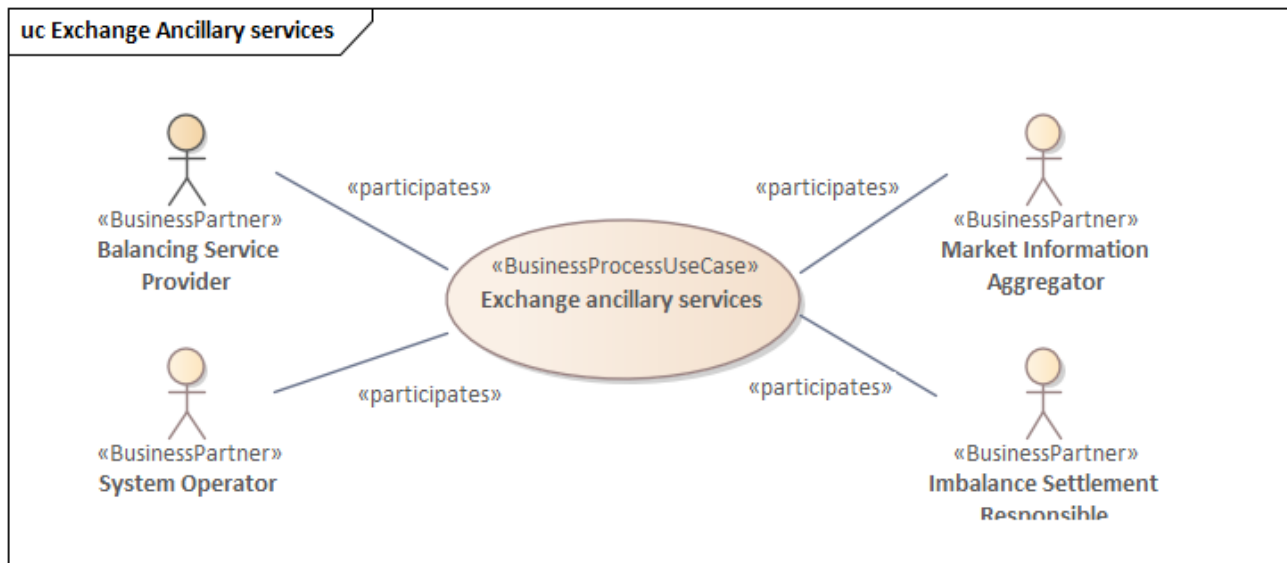 uc Exchange Ancillary services
«participates»
«participates»
«BusinessPartner»
Balancing Service
Provider
«BusinessPartner»
Market Information
Aggregator
«BusinessProcessUseCase»
Exchange ancillary services
«participates»
«participates»
«BusinessPartner»
System Operator
«BusinessPartner»
Imbalance Settlement
Responsible